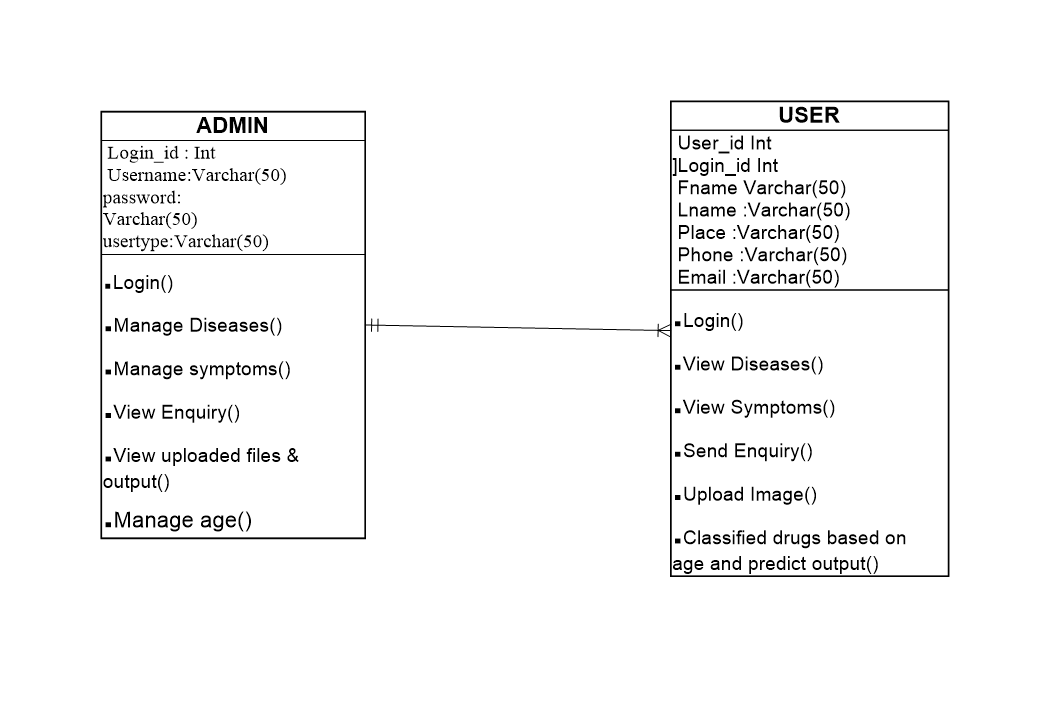 ADMIN
Login_id : Int
Username:Varchar(50)
password:
Varchar(50)
usertype:Varchar(50)
▪Login()
▪Manage Diseases()
▪Manage symptoms()
▪View Enquiry()
▪View uploaded files &
output()
▪Manage age()
USER
User_id Int
]Login_id Int
Fname Varchar(50)
Lname :Varchar(50)
Place :Varchar(50)
Phone :Varchar(50)
Email :Varchar(50)
▪Login()
▪View Diseases()
▪View Symptoms()
▪Send Enquiry()
▪Upload Image()
▪Classified drugs based on
age and predict output()